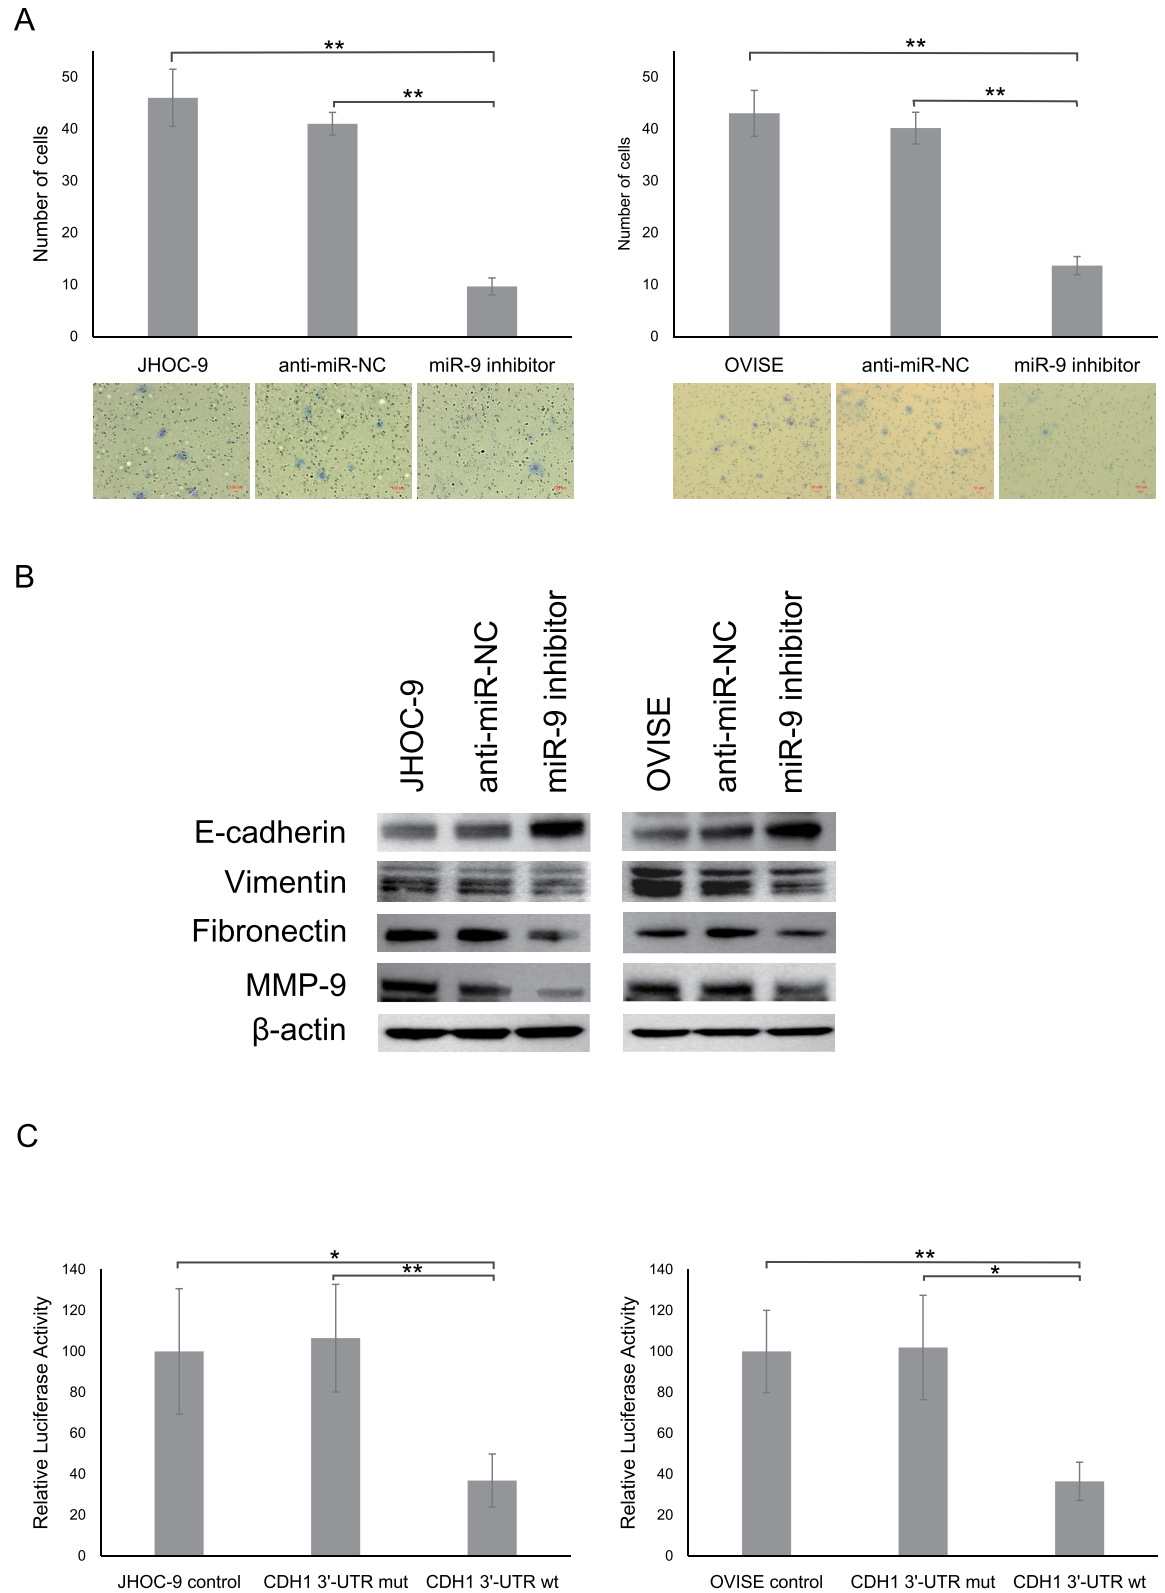 A
**
**
50
40
30
20
10
0
Number of cells
JHOC-9 anti-miR-NC miR-9 inhibitor
**
**
50
40
30
20
10
0
Number of cells
OVISE anti-miR-NC miR-9 inhibitor
B
JHOC-9
anti-miR-NC
miR-9 inhibitor
OVISE
anti-miR-NC
miR-9 inhibitor
E-cadherin
Vimentin
Fibronectin
MMP-9
β-actin
C
*
**
140
120
100
80
60
40
20
0
Relative Luciferase Activity
JHOC-9 control CDH1 3'-UTR mut CDH1 3'-UTR wt
**
*
140
120
100
80
60
40
20
0
Relative Luciferase Activity
OVISE control CDH1 3'-UTR mut CDH1 3'-UTR wt